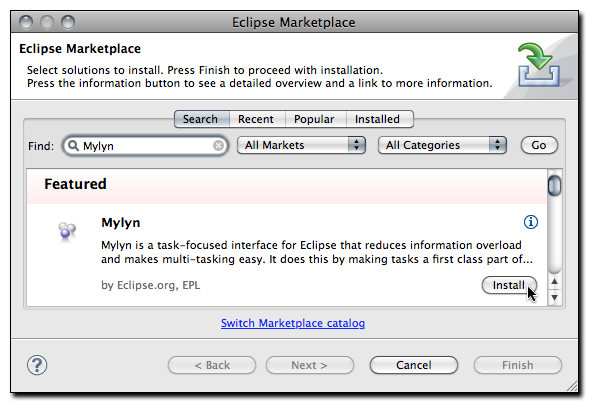 Eclipse Marketplace
Eclipse Marketplace
Select solutions to install. Press Finish to proceed with installation.
Press the information button to see a detailed overview and a link to more information.
Search Recent Popular Installed
Find: Mylyn All Markets All Categories Go
Featured
Mylyn
Mylyn is a task-focused interface for Eclipse that reduces information overload
and makes multi-tasking easy. It does this by making tasks a first class part of...
by Eclipse.org, EPL Install
Switch Marketplace catalog
? < Back Next > Cancel Finish